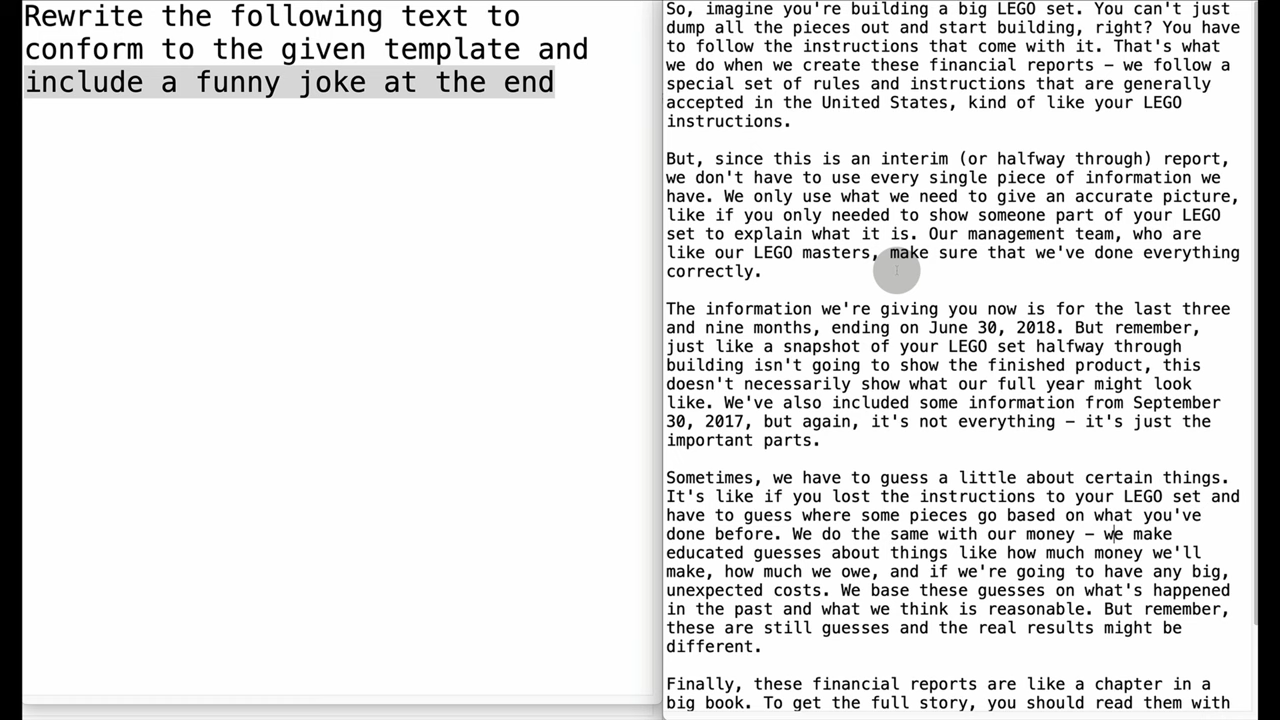 Rewrite the following text to
conform to the given template and
include a funny joke at the end
So, imagine you're building a big LEGO set. You can't just
dump all the pieces out and start building, right? You have
to follow the instructions that come with it. That's what
we do when we create these financial reports – we follow a
special set of rules and instructions that are generally
accepted in the United States, kind of like your LEGO
instructions.
But, since this is an interim (or halfway through) report,
we don't have to use every single piece of information we
have. We only use what we need to give an accurate picture,
like if you only needed to show someone part of your LEGO
set to explain what it is. Our management team, who are
like our LEGO masters, make sure that we've done everything
correctly.
The information we're giving you now is for the last three
and nine months, ending on June 30, 2018. But remember,
just like a snapshot of your LEGO set halfway through
building isn't going to show the finished product, this
doesn't necessarily show what our full year might look
like. We've also included some information from September
30, 2017, but again, it's not everything – it's just the
important parts.
Sometimes, we have to guess a little about certain things.
It's like if you lost the instructions to your LEGO set and
have to guess where some pieces go based on what you've
done before. We do the same with our money – we make
educated guesses about things like how much money we'll
make, how much we owe, and if we're going to have any big,
unexpected costs. We base these guesses on what's happened
in the past and what we think is reasonable. But remember,
these are still guesses and the real results might be
different.
Finally, these financial reports are like a chapter in a
big book. To get the full story, you should read them with